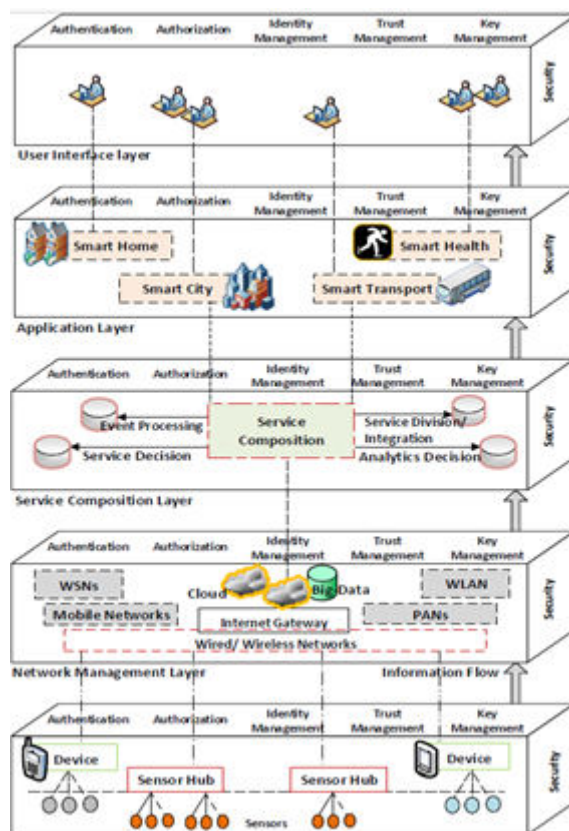 Authentication Authorization Identity Management Trust Management Key Management
Security
User Interface layer
Authentication Authorization Identity Management Trust Management Key Management
Smart Home
Smart Health
Smart City
Smart Transport
Security
Application Layer
Authentication Authorization Identity Management Trust Management Key Management
Event Processing
Service Composition
Service Division/ Integration
Service Decision
Analytics Decision
Security
Service Composition Layer
Authentication Authorization Identity Management Trust Management Key Management
WSNs
Cloud
Big Data
WLAN
Mobile Networks
Internet Gateway
PANs
Wired/ Wireless Networks
Security
Network Management Layer
Information Flow
Authentication Authorization Identity Management Trust Management Key Management
Device
Device
Sensor Hub
Sensor Hub
Security
Sensors